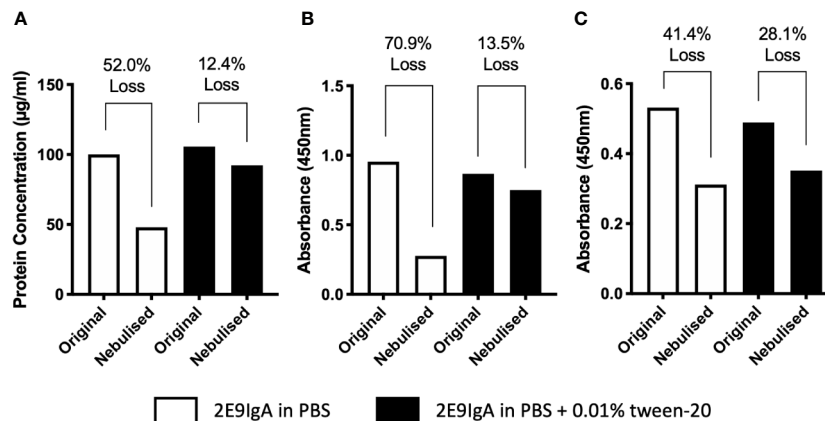 A
52.0% 12.4%
Loss Loss
Protein Concentration (µg/ml)
150
100
50
0
Original
Nebulised
Original
Nebulised
B
70.9% 13.5%
Loss Loss
Absorbance (450nm)
1.5
1.0
0.5
0.0
Original
Nebulised
Original
Nebulised
C
41.4% 28.1%
Loss Loss
Absorbance (450nm)
0.6
0.4
0.2
0.0
Original
Nebulised
Original
Nebulised
2E9IgA in PBS
2E9IgA in PBS + 0.01% tween-20